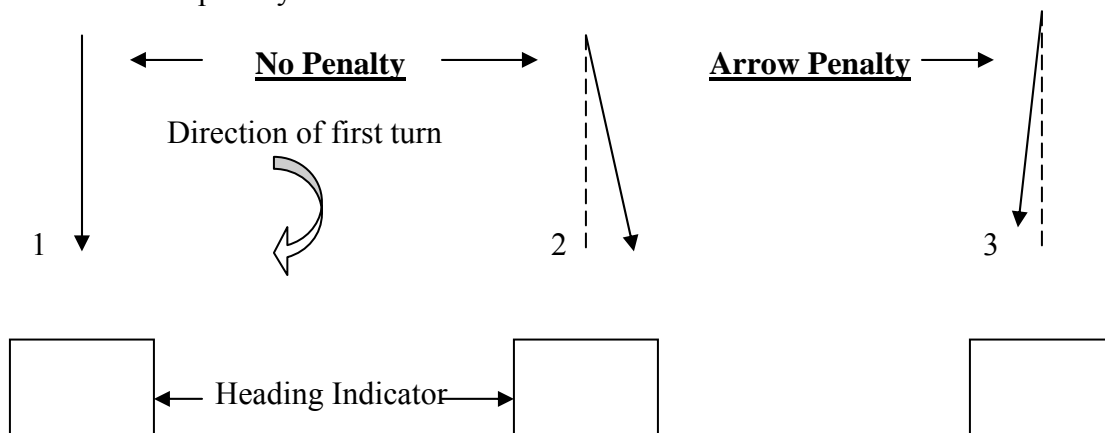 No Penalty
Arrow Penalty
Direction of first turn
1
2
3
Heading Indicator